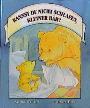 KANNST DU NICHT SCHLAFEN,
KLEINER BÄR?